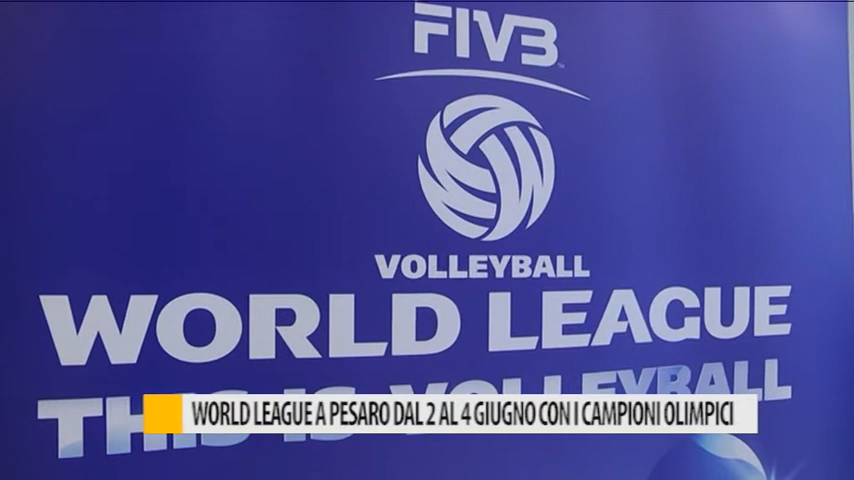 FIVB
VOLLEYBALL
WORLD LEAGUE
THIS IS VOLLEYBALL
WORLD LEAGUE A PESARO DAL 2 AL 4 GIUGNO CON I CAMPIONI OLIMPICI